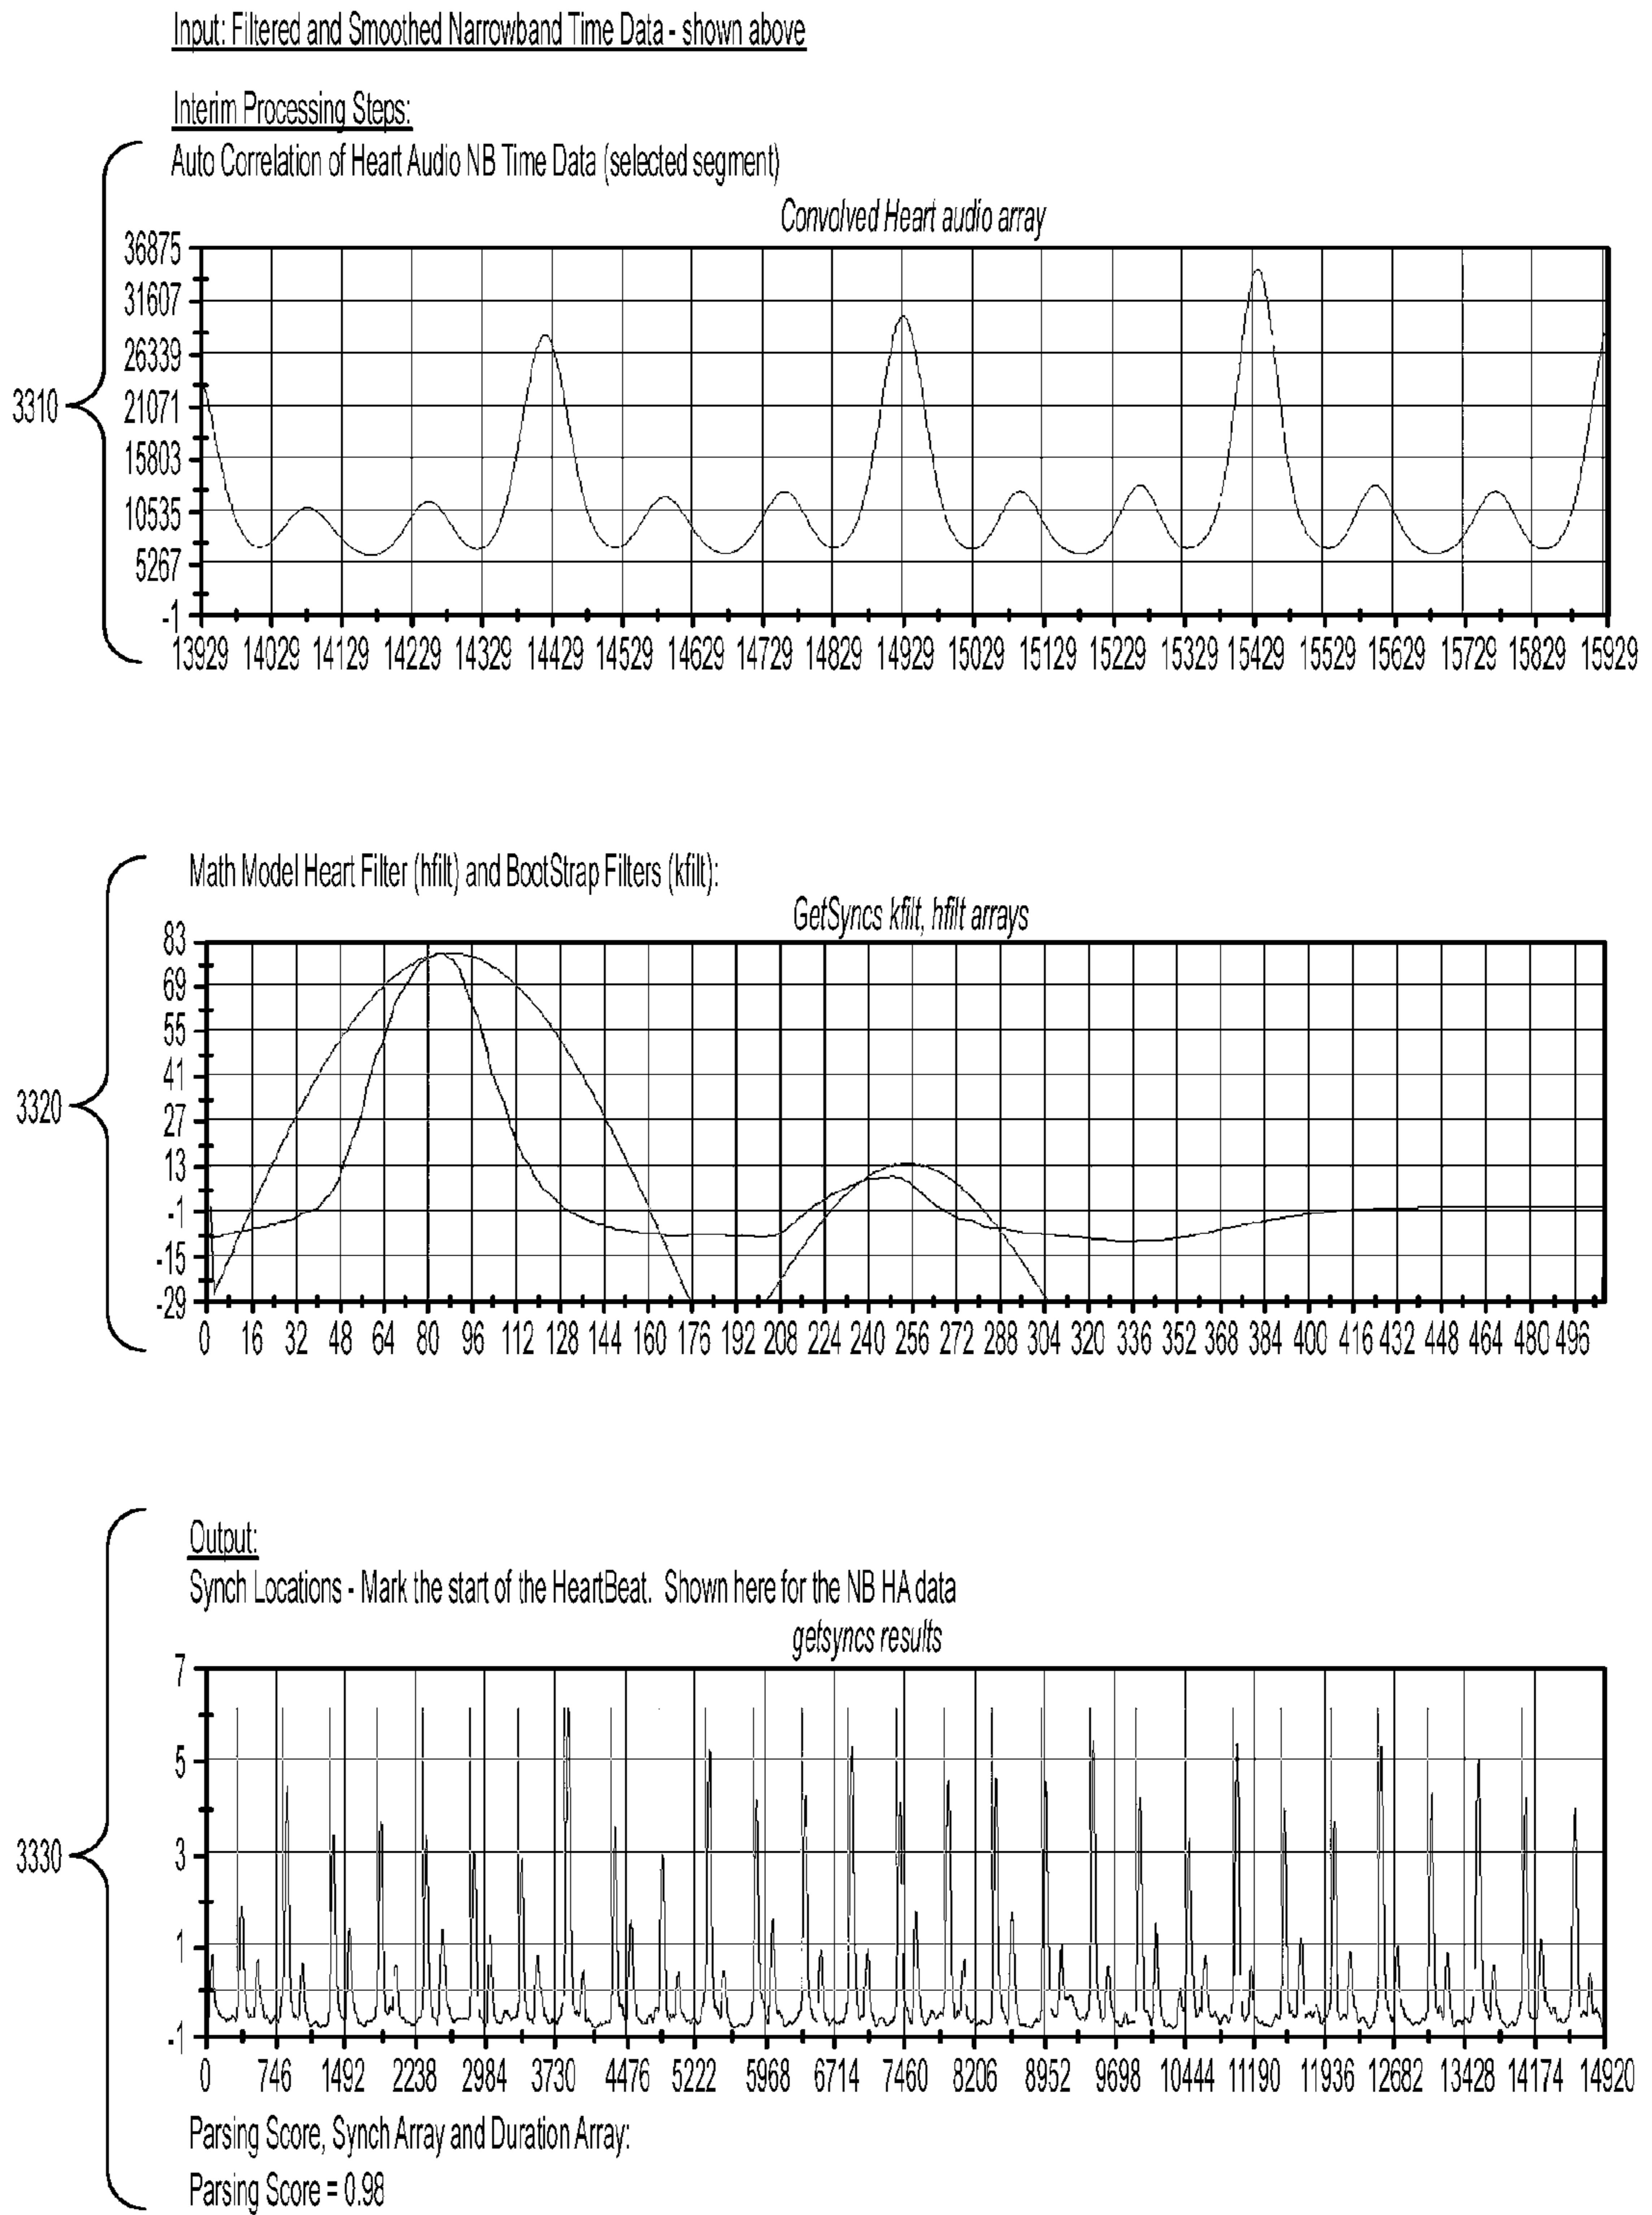 Input: Filtered and Smoothed Narrowband Time Data - shown above
Interim Processing Steps:
Auto Correlation of Heart Audio NB Time Data (selected segment)
Convolved Heart audio array
3310
36875
31607
26339
21071
15803
10535
5267
-1
13929 14029 14129 14229 14329 14429 14529 14629 14729 14829 14929 15029 15129 15229 15329 15429 15529 15629 15729 15829 15929
Math Model Heart Filter (hfilt) and BootStrap Filters (kfilt):
GetSyncs kfilt, hfilt arrays
3320
83
69
55
41
27
13
-1
-15
-29
0 16 32 48 64 80 96 112 128 144 160 176 192 208 224 240 256 272 288 304 320 336 352 368 384 400 416 432 448 464 480 496
Output:
Synch Locations - Mark the start of the HeartBeat. Shown here for the NB HA data
getsyncs results
3330
7
5
3
1
-1
0 746 1492 2238 2984 3730 4476 5222 5968 6714 7460 8206 8952 9698 10444 11190 11936 12682 13428 14174 14920
Parsing Score, Synch Array and Duration Array:
Parsing Score = 0.98